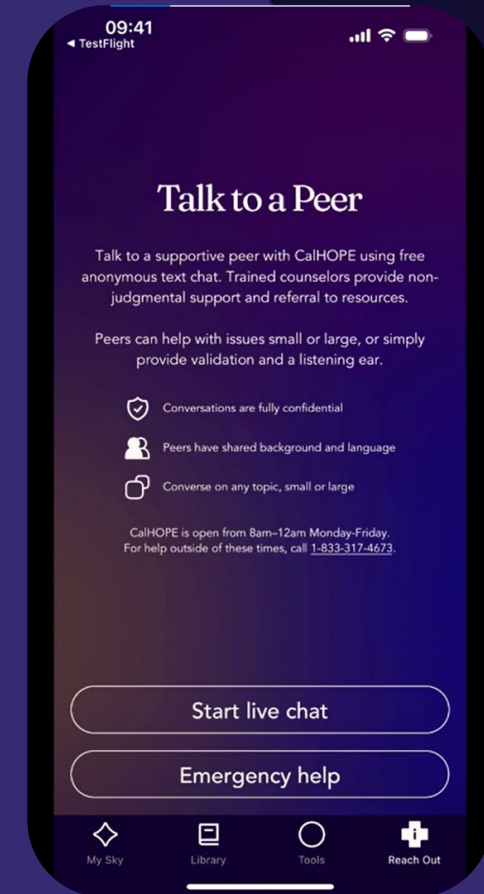 09:41
◀ TestFlight
Talk to a Peer
Talk to a supportive peer with CalHOPE using free
anonymous text chat. Trained counselors provide non-
judgmental support and referral to resources.
Peers can help with issues small or large, or simply
provide validation and a listening ear.
Conversations are fully confidential
Peers have shared background and language
Converse on any topic, small or large
CalHOPE is open from 8am–12am Monday-Friday.
For help outside of these times, call 1-833-317-4673.
Start live chat
Emergency help
My Sky
Library
Tools
Reach Out